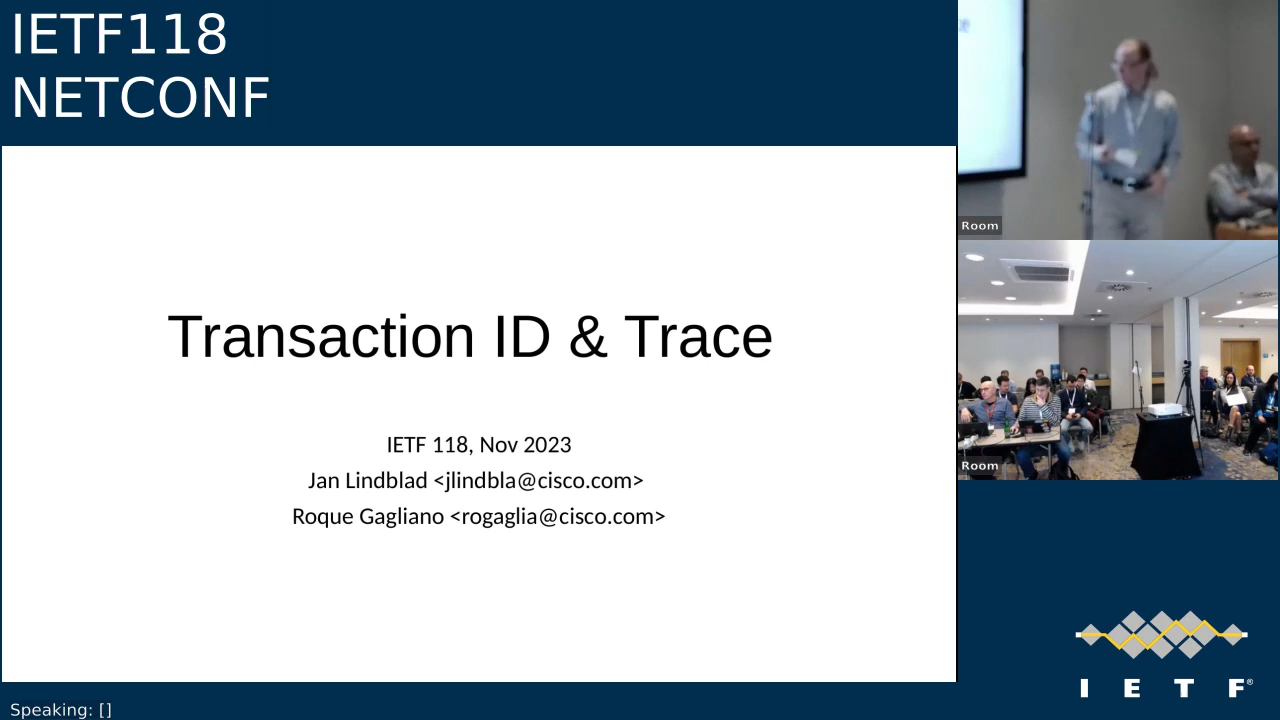 IETF118
NETCONF
Transaction ID & Trace
IETF 118, Nov 2023
Jan Lindblad <jlindbla@cisco.com>
Roque Gagliano <rogaglia@cisco.com>
Room
Room
I E T F®
Speaking: []